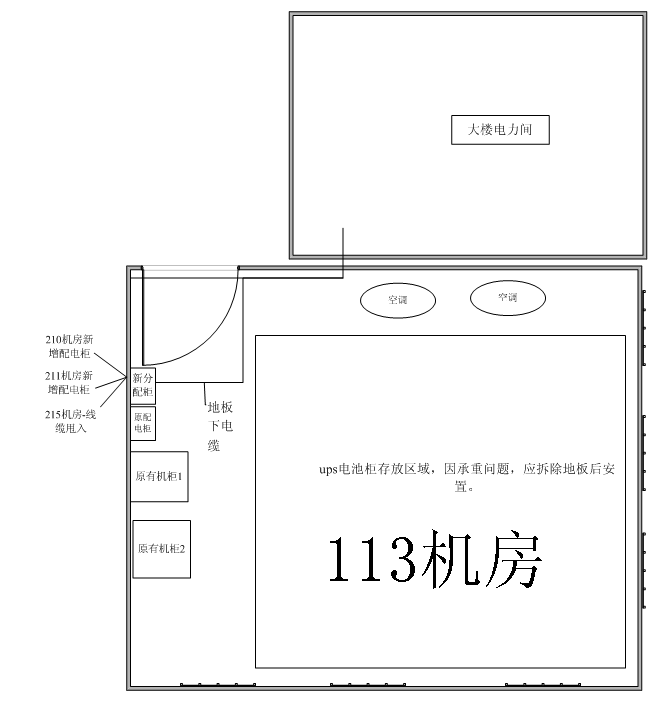 大楼电力间
空调
空调
210机房新
增配电柜
211机房新
增配电柜
215机房-线
缆甩入
新分
配柜
原配
电柜
地板
下电
缆
原有机柜1
原有机柜2
ups电池柜存放区域，因承重问题，应拆除地板后安
置。
113机房